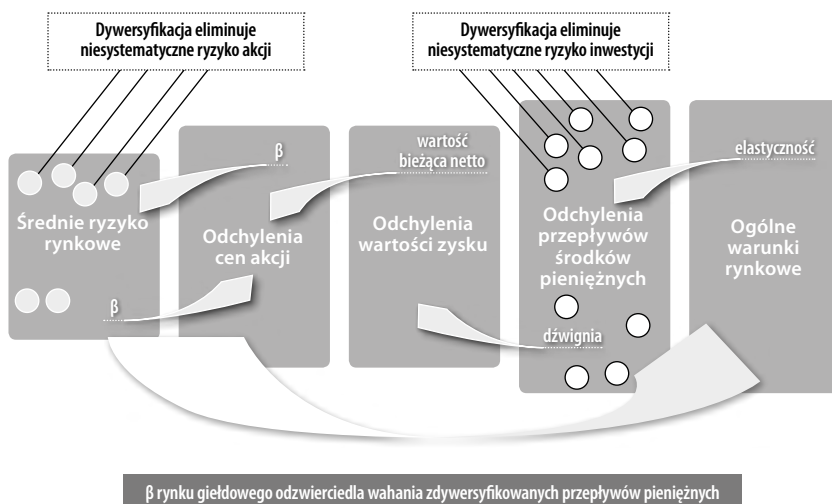 Dywersyfikacja eliminuje
niesystematyczne ryzyko akcji
Dywersyfikacja eliminuje
niesystematyczne ryzyko inwestycji
β
wartość
bieżąca netto
elastyczność
Średnie ryzyko
rynkowe
Odchylenia
cen akcji
Odchylenia
wartości zysku
Odchylenia
przepływów
środków
pieniężnych
Ogólne
warunki
rynkowe
β
dźwignia
β rynku giełdowego odzwierciedla wahania zdywersyfikowanych przepływów pieniężnych